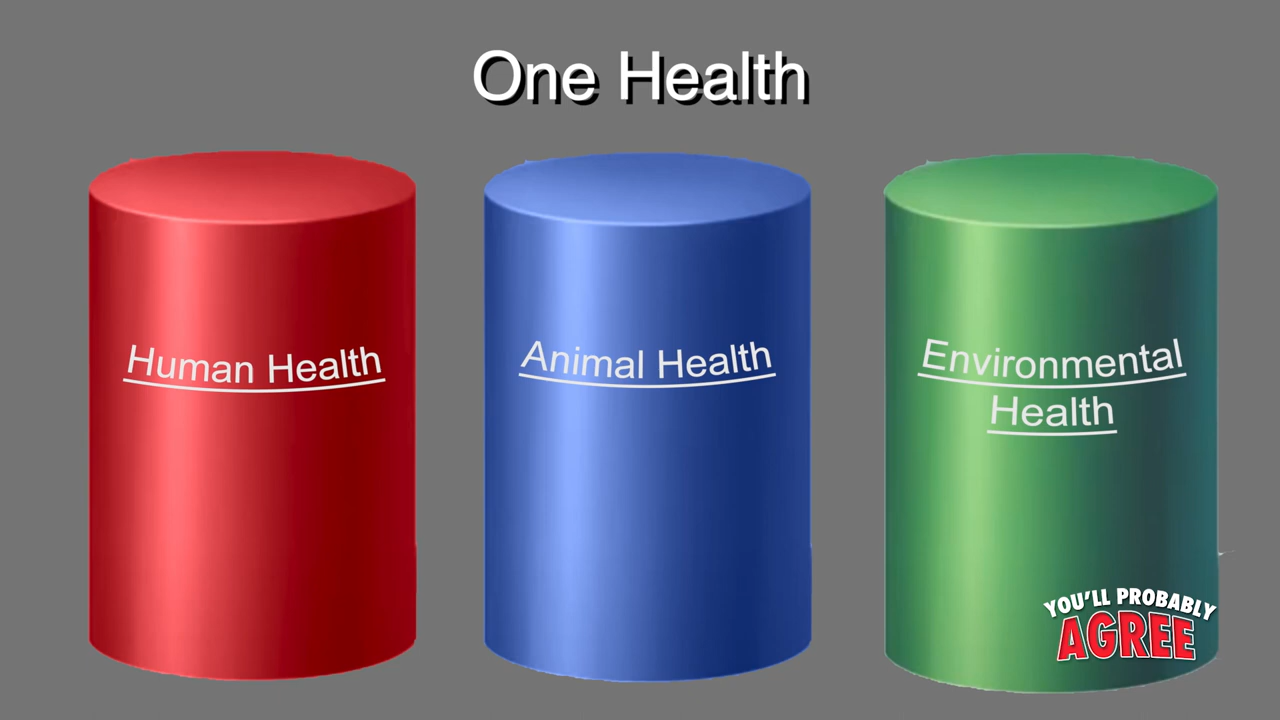 One Health
Human Health
Animal Health
Environmental
Health
YOU'LL PROBABLY
AGREE